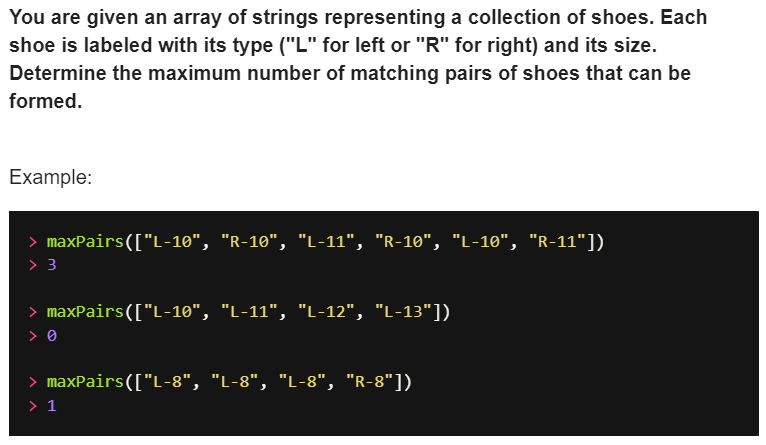 You are given an array of strings representing a collection of shoes. Each
shoe is labeled with its type ("L" for left or "R" for right) and its size.
Determine the maximum number of matching pairs of shoes that can be
formed.
Example:
> maxPairs(["L-10", "R-10", "L-11", "R-10", "L-10", "R-11"])
> 3
> maxPairs(["L-10", "L-11", "L-12", "L-13"])
> 0
> maxPairs(["L-8", "L-8", "L-8", "R-8"])
> 1